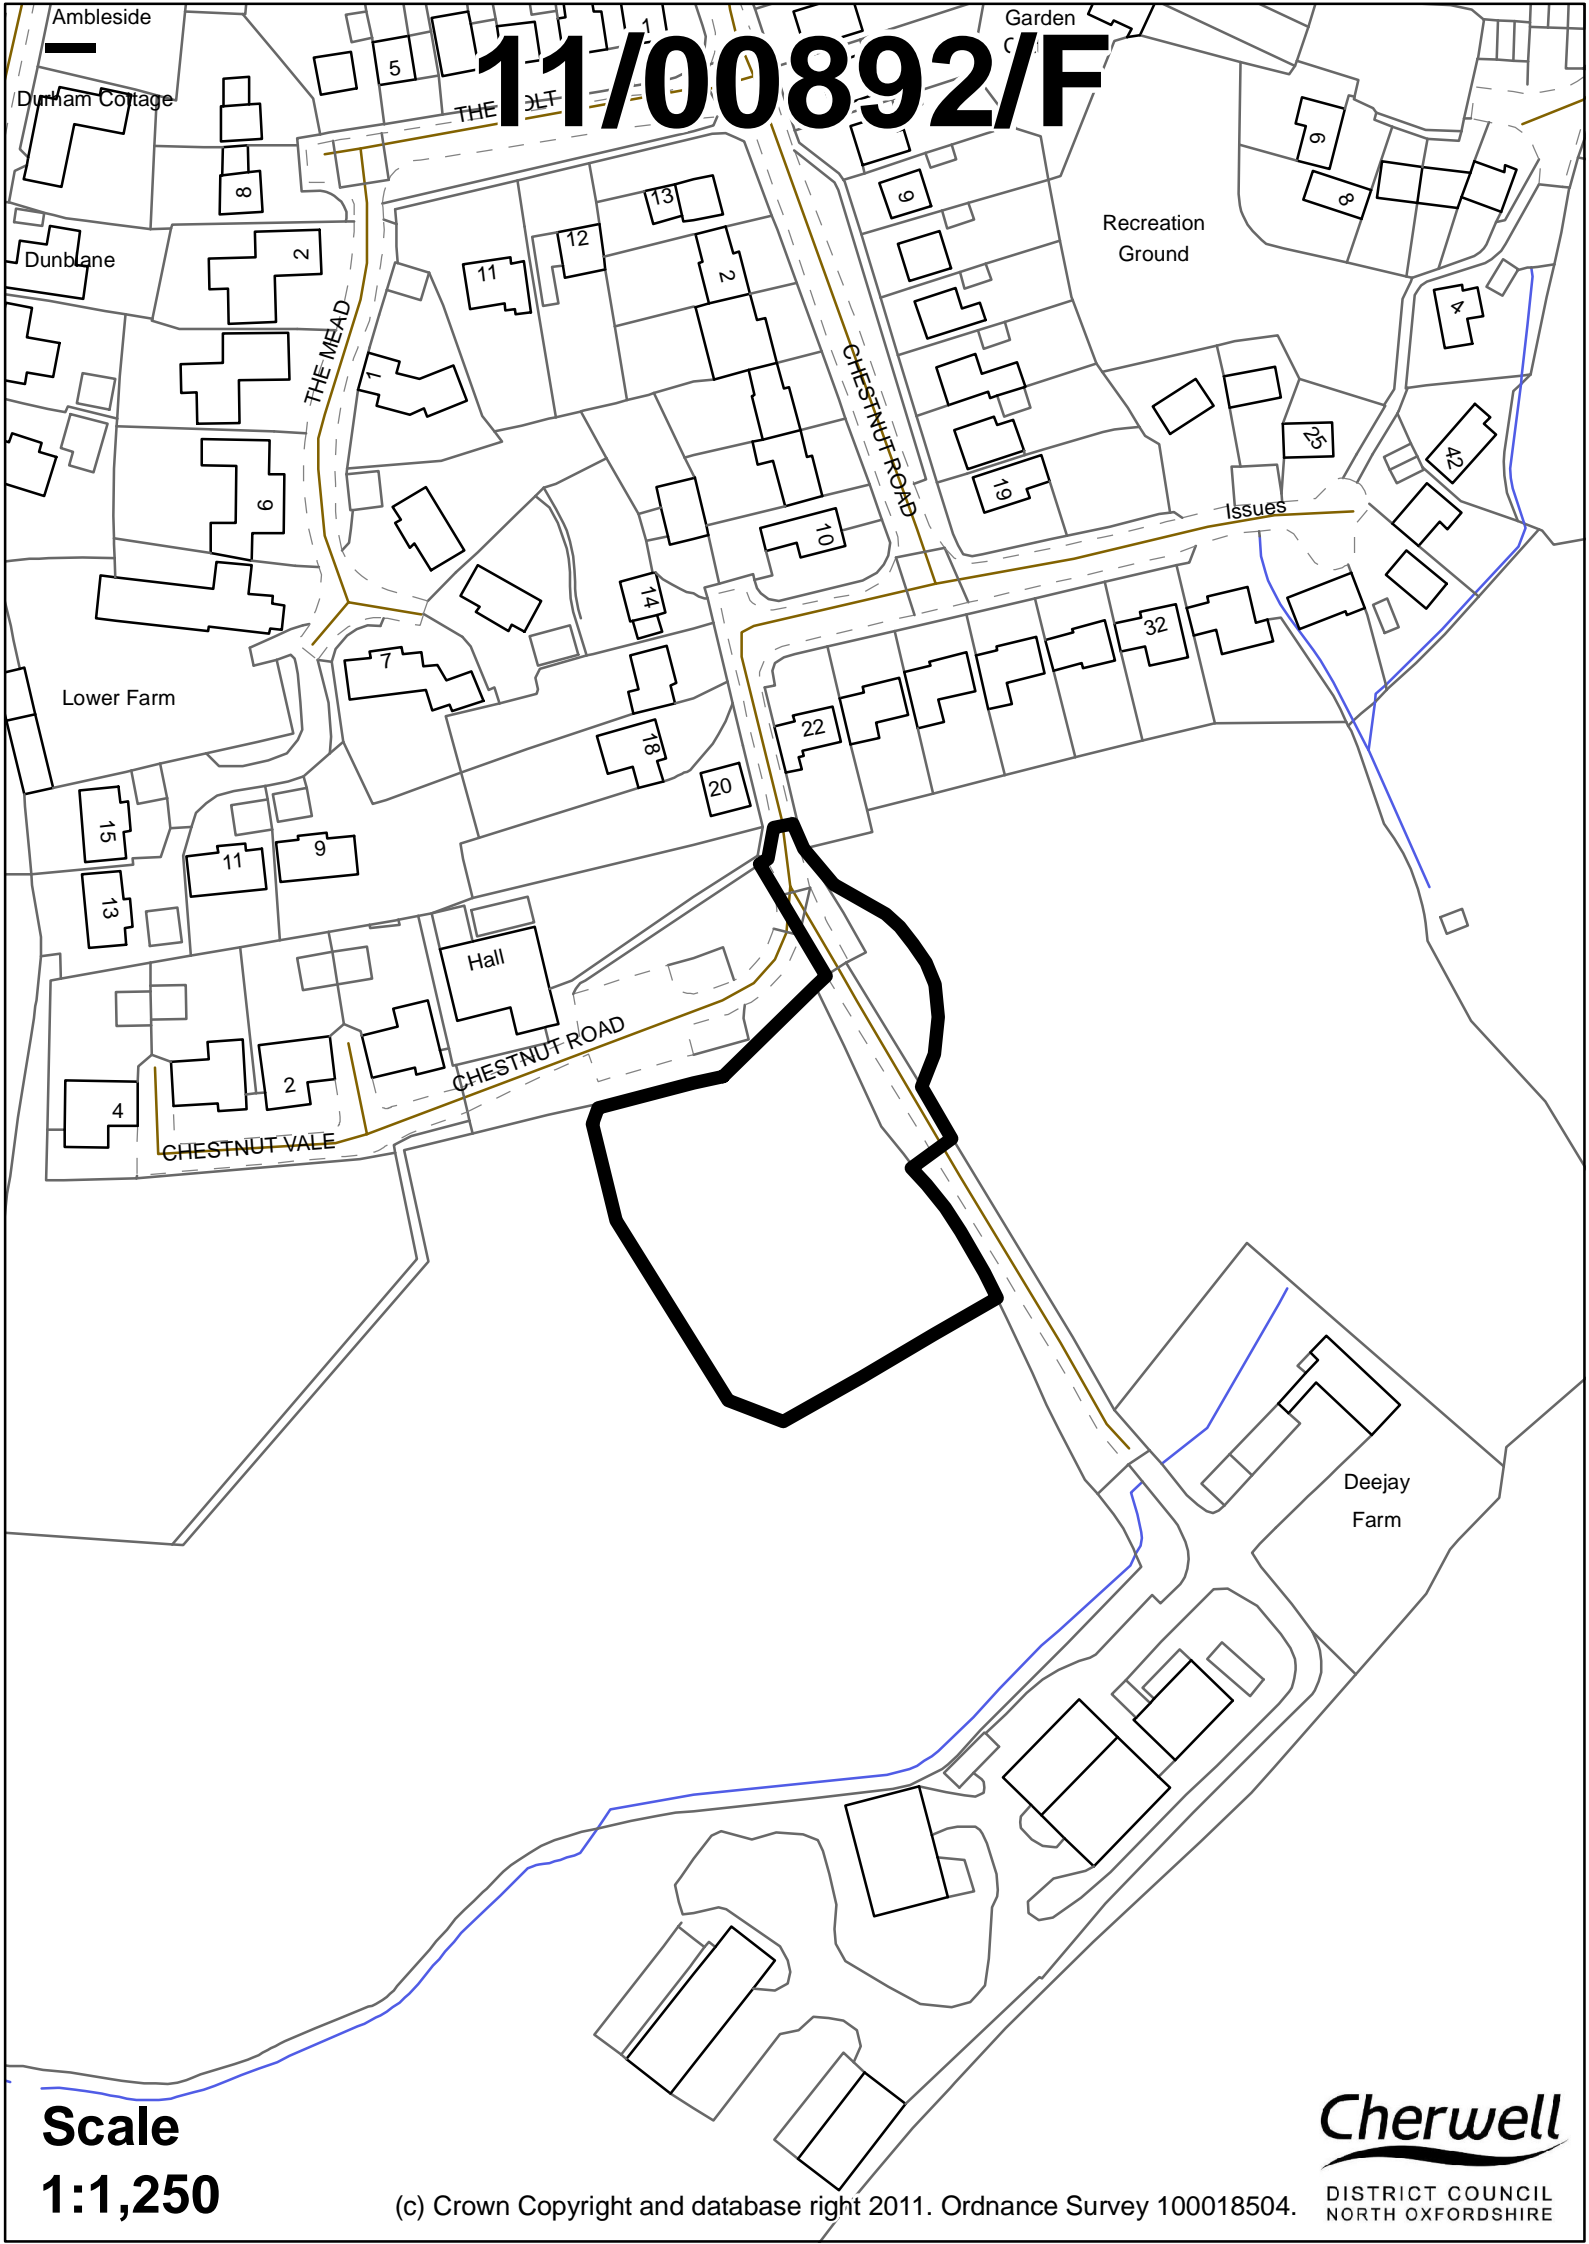 Ambleside
Garden
11/00892/F
1
5
Durham Cottage
THE HOLT
6
8
13
9
8
Recreation
Ground
12
2
Dunblane
11
2
4
THE MEAD
1
CHESTNUT ROAD
25
42
19
6
Issues
10
14
32
7
Lower Farm
22
18
20
15
11
9
13
Hall
CHESTNUT ROAD
2
4
CHESTNUT VALE
Deejay
Farm
Scale
1:1,250
(c) Crown Copyright and database right 2011. Ordnance Survey 100018504.
Cherwell
DISTRICT COUNCIL
NORTH OXFORDSHIRE